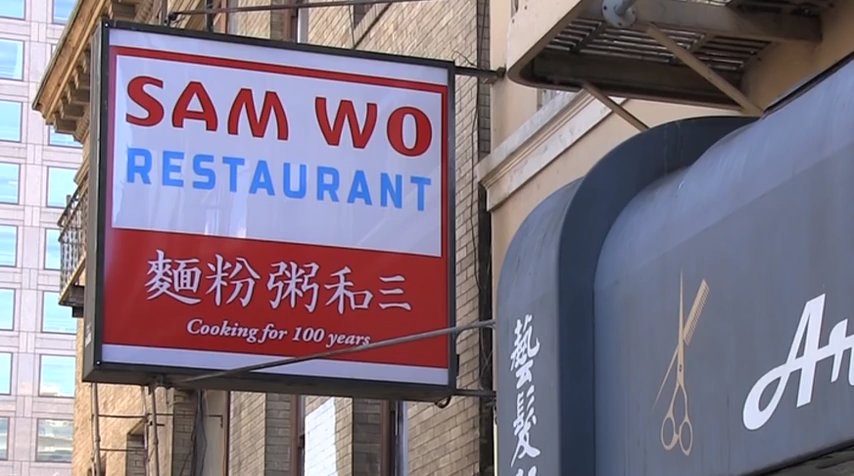 SAM WO
RESTAURANT
麵粉粥和三
Cooking for 100 years
藝髮